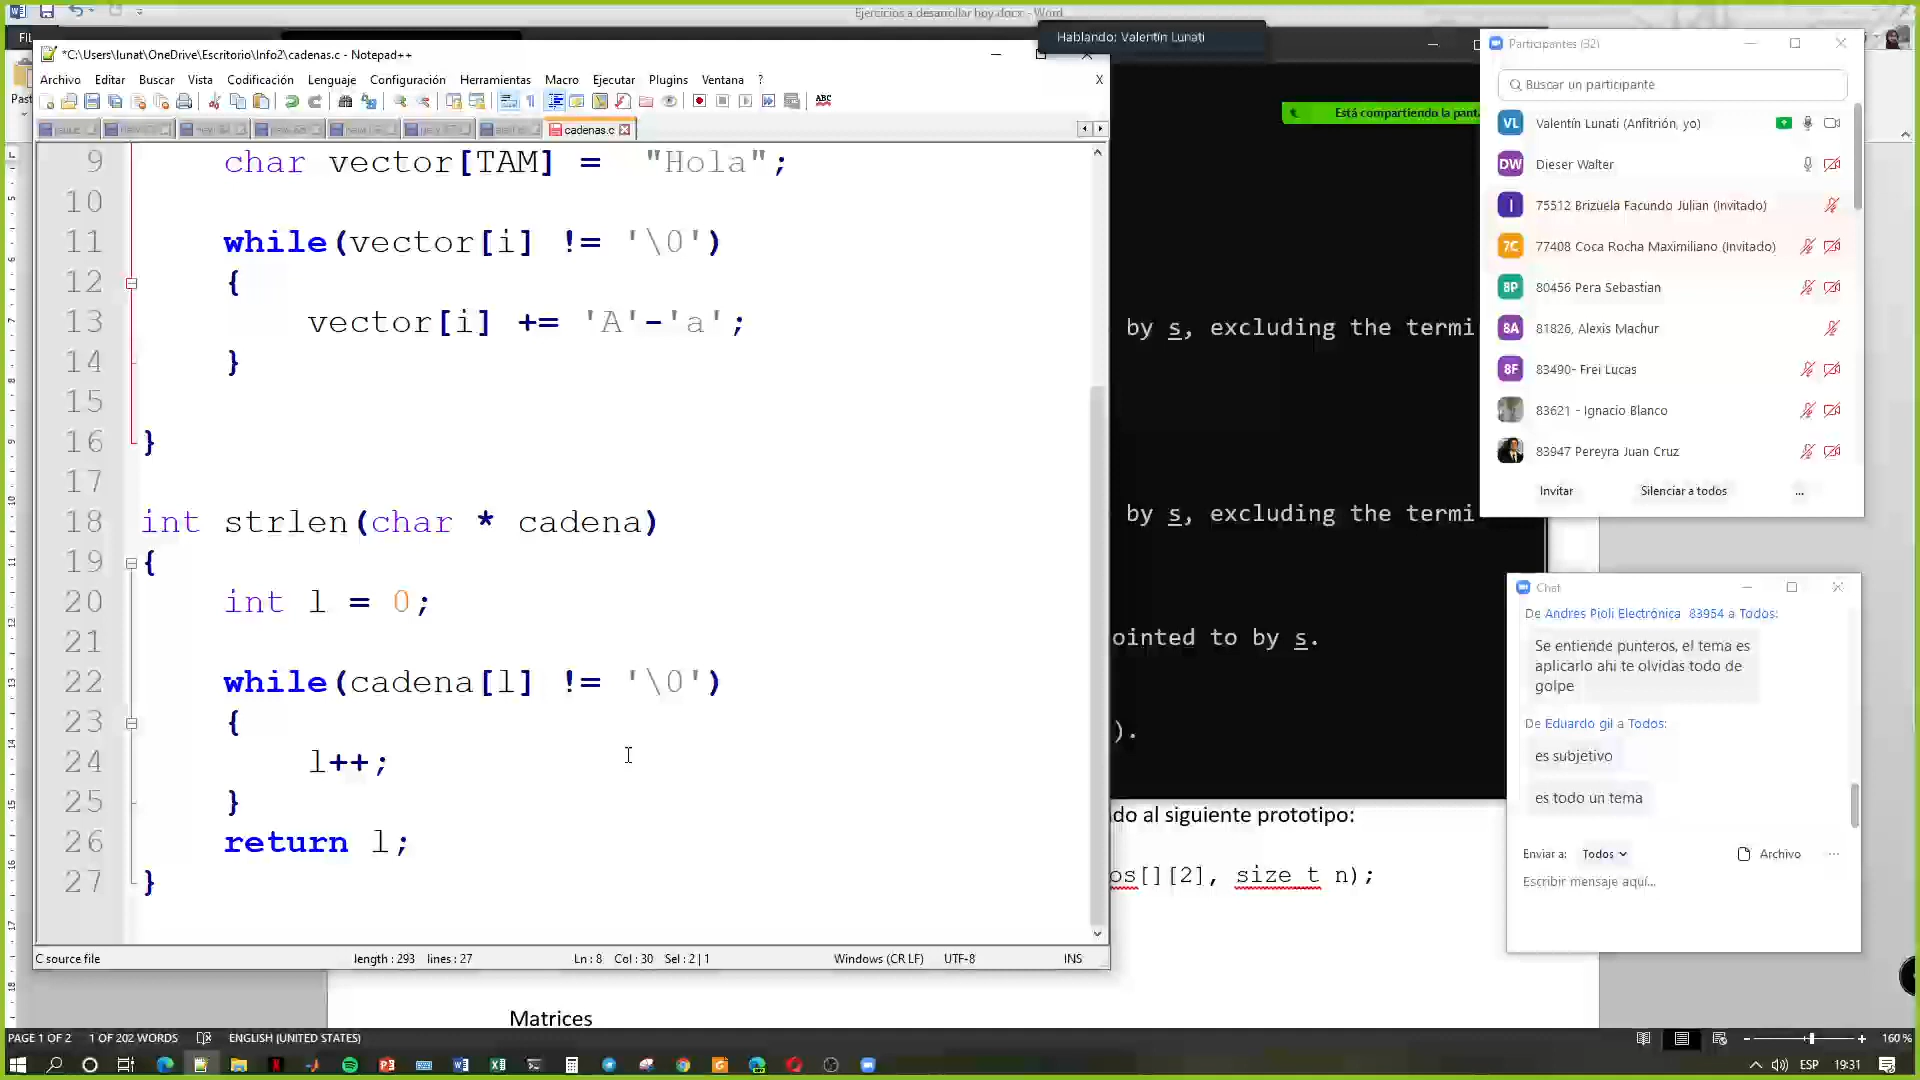 Ejercicios a desarrollar hoy.docx - Word
Hablando: Valentín Lunati
*C:\Users\lunat\OneDrive\Escritorio\Info2\cadenas.c - Notepad++
Archivo Editar Buscar Vista Codificación Lenguaje Configuración Herramientas Macro Ejecutar Plugins Ventana ? X
cadenas.c
9 char vector[TAM] = "Hola";
10
11 while(vector[i] != '\0')
12 {
13 vector[i] += 'A'-'a';
14 }
15
16 }
17
18 int strlen(char * cadena)
19 {
20 int l = 0;
21
22 while(cadena[l] != '\0')
23 {
24 l++;
25 }
26 return l;
27 }
C source file length : 293 lines : 27 Ln : 8 Col : 30 Sel : 2 | 1 Windows (CR LF) UTF-8 INS
Está compartiendo la panta
by s, excluding the termi
by s, excluding the termi
ointed to by s.
).
do al siguiente prototipo:
os[][2], size t n);
Matrices
Participantes (32)
Buscar un participante
VL Valentín Lunati (Anfitrión, yo)
DW Dieser Walter
I 75512 Brizuela Facundo Julian (Invitado)
7C 77408 Coca Rocha Maximiliano (Invitado)
8P 80456 Pera Sebastian
8A 81826, Alexis Machur
8F 83490- Frei Lucas
83621 - Ignacio Blanco
83947 Pereyra Juan Cruz
Invitar Silenciar a todos ...
Chat
De Andres Pioli Electrónica 83954 a Todos:
Se entiende punteros, el tema es
aplicarlo ahi te olvidas todo de
golpe
De Eduardo gil a Todos:
es subjetivo
es todo un tema
Enviar a: Todos Archivo ...
Escribir mensaje aquí...
PAGE 1 OF 2 1 OF 202 WORDS ENGLISH (UNITED STATES) 160 %
ESP 19:31